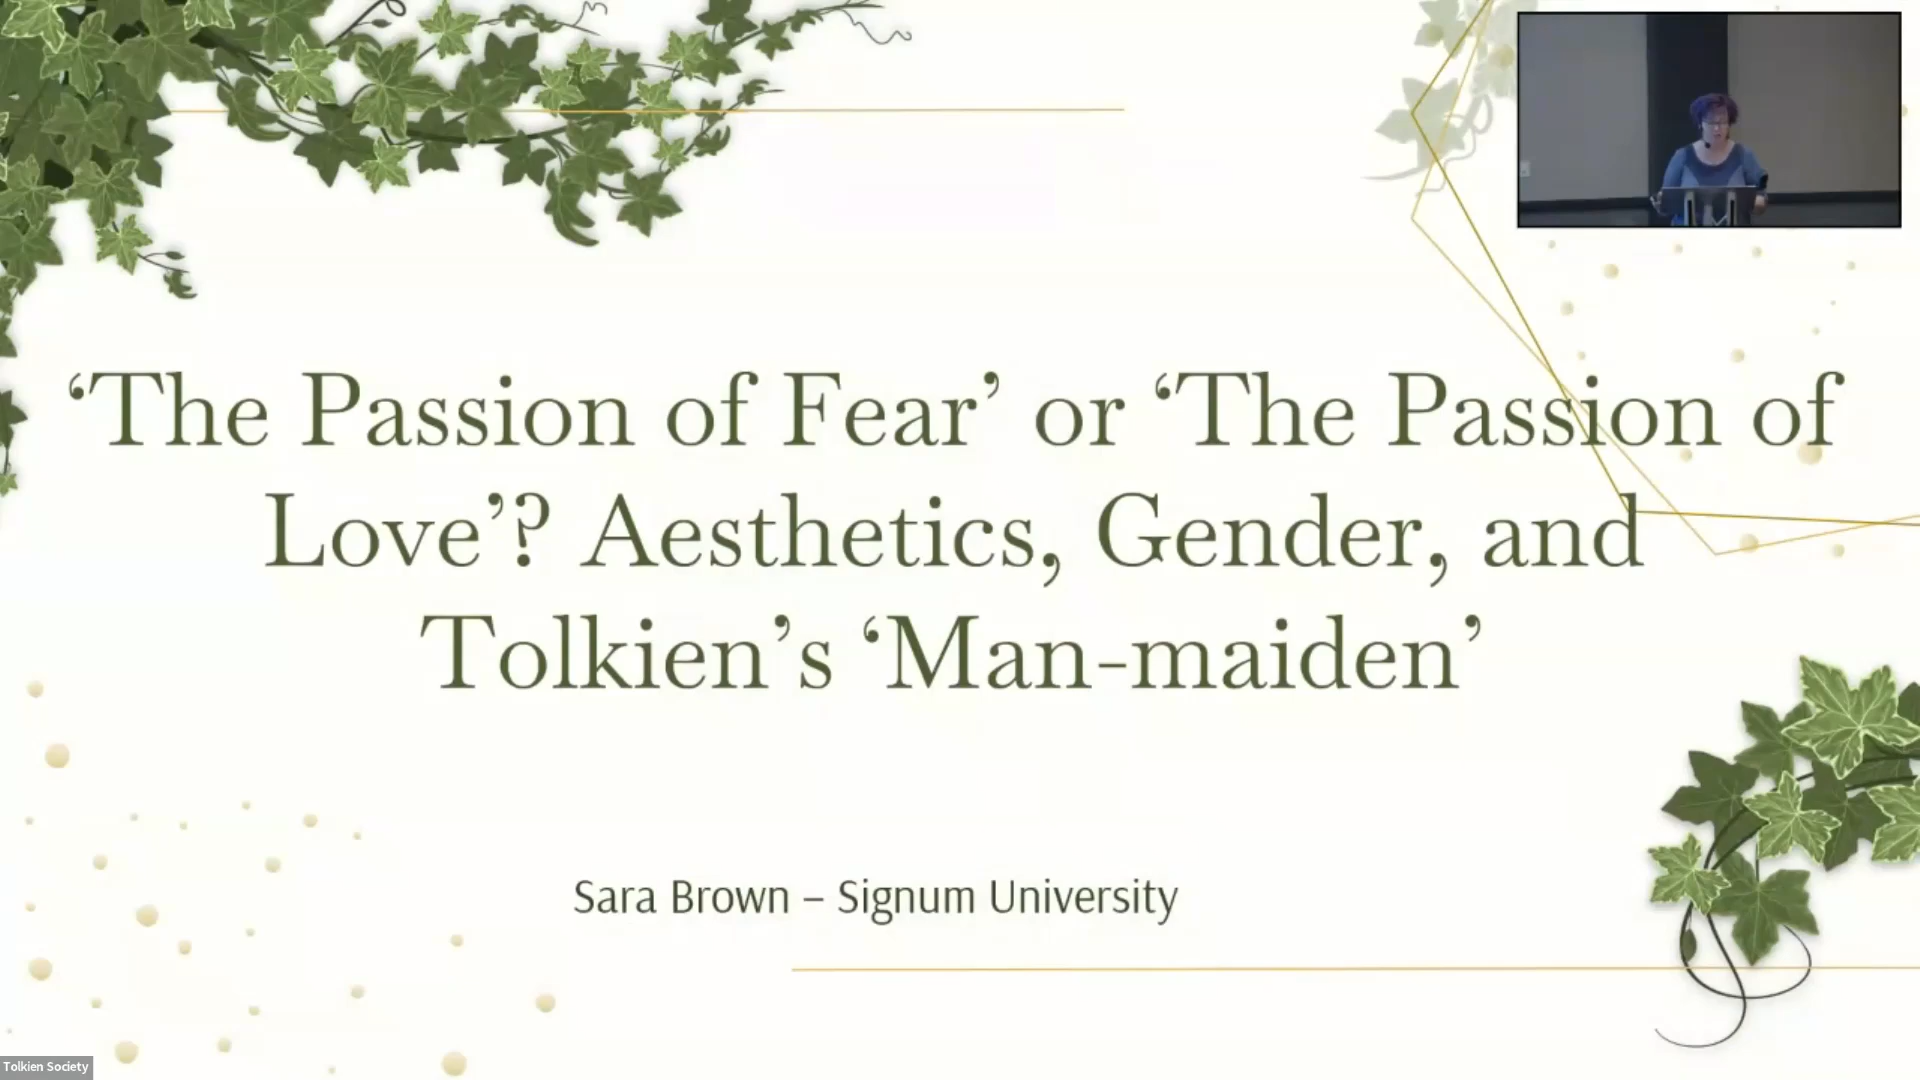 ‘The Passion of Fear’ or ‘The Passion of
Love’? Aesthetics, Gender, and
Tolkien’s ‘Man-maiden’
Sara Brown – Signum University
Tolkien Society